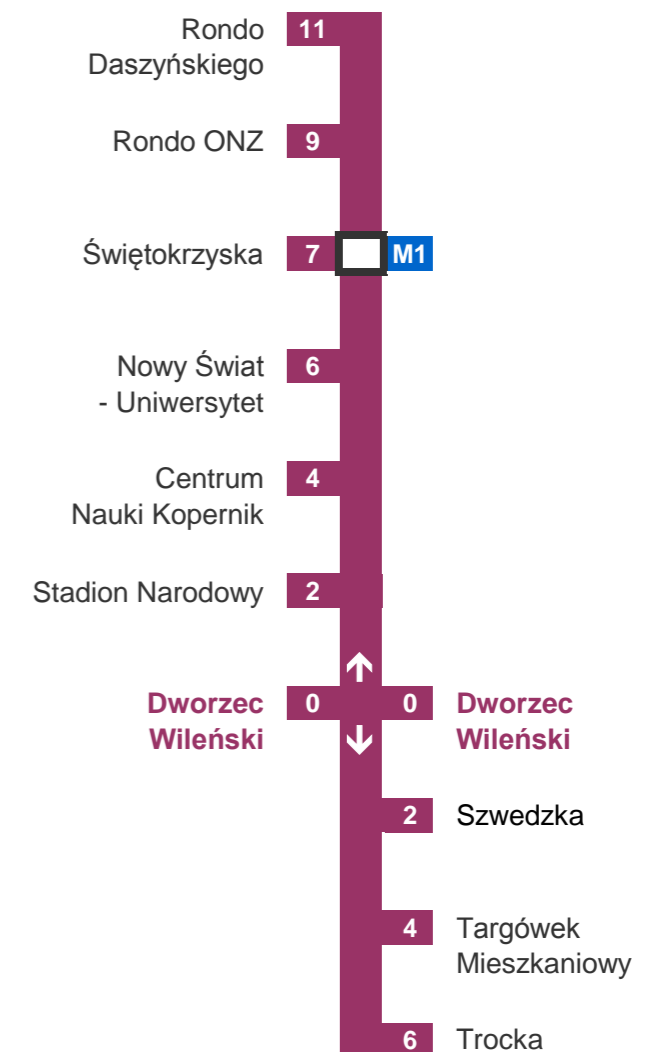 Rondo 11
Daszyńskiego
Rondo ONZ 9
Świętokrzyska 7 M1
Nowy Świat 6
- Uniwersytet
Centrum 4
Nauki Kopernik
Stadion Narodowy 2
Dworzec 0 0 Dworzec
Wileński Wileński
2 Szwedzka
4 Targówek
Mieszkaniowy
6 Trocka